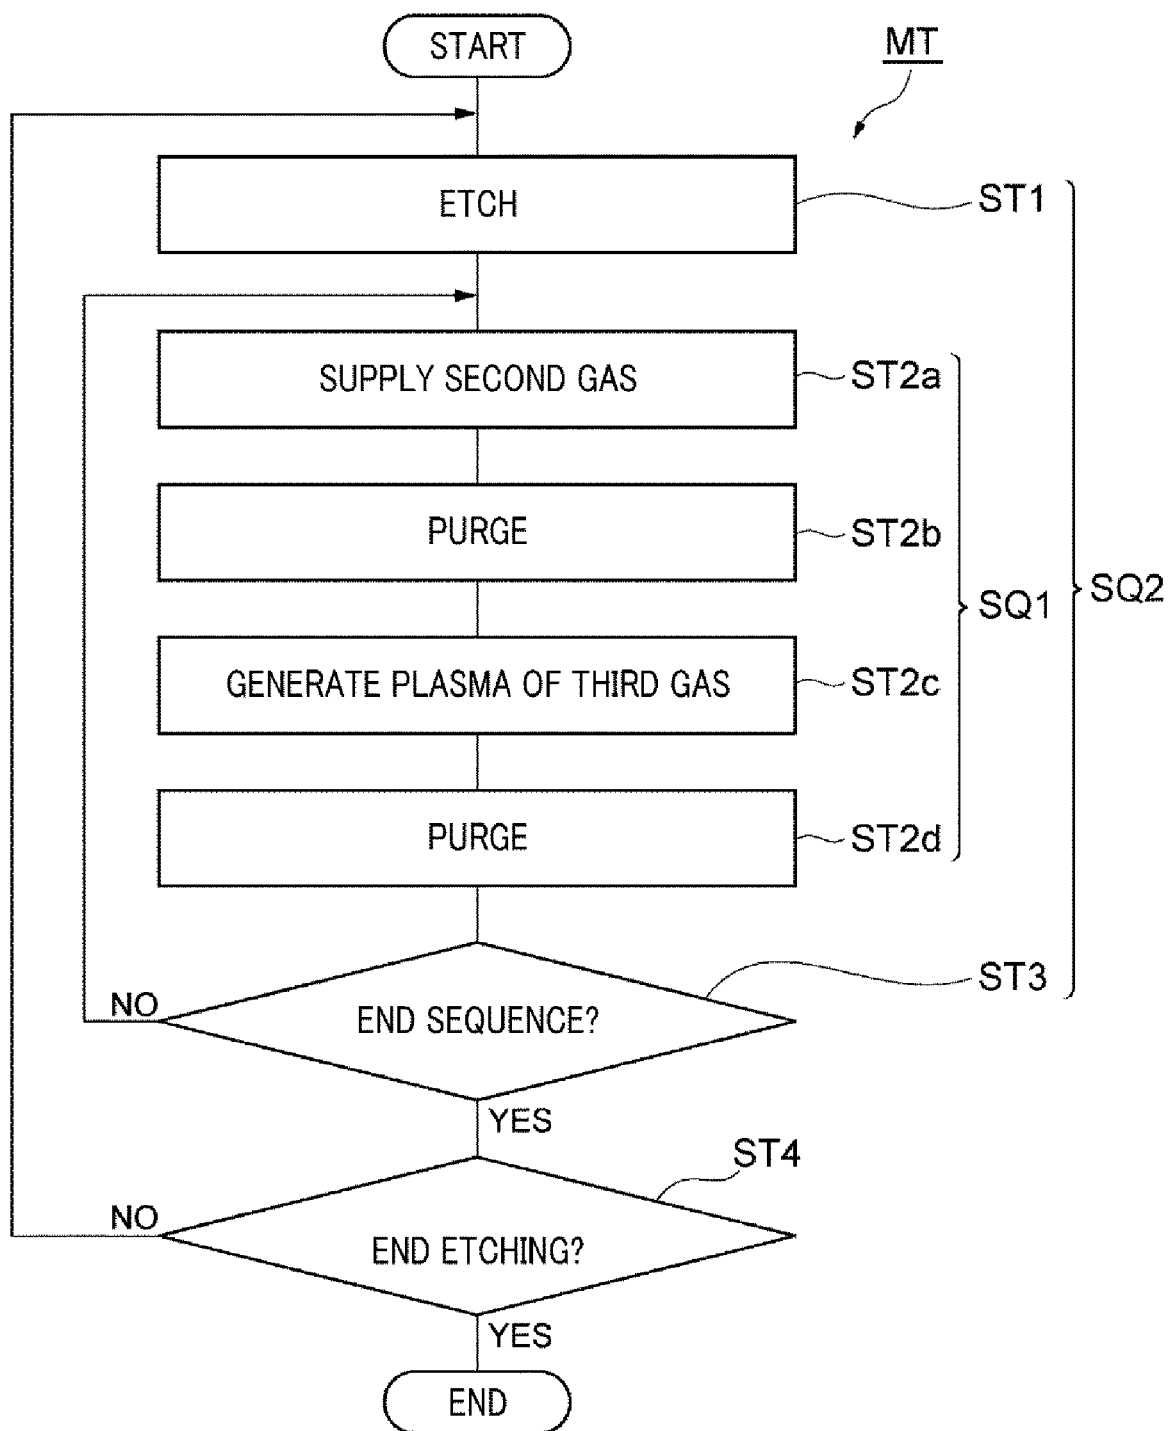 START
MT
ETCH
ST1
SUPPLY SECOND GAS
ST2a
PURGE
ST2b
SQ1
SQ2
GENERATE PLASMA OF THIRD GAS
ST2c
PURGE
ST2d
ST3
NO
END SEQUENCE?
YES
ST4
NO
END ETCHING?
YES
END